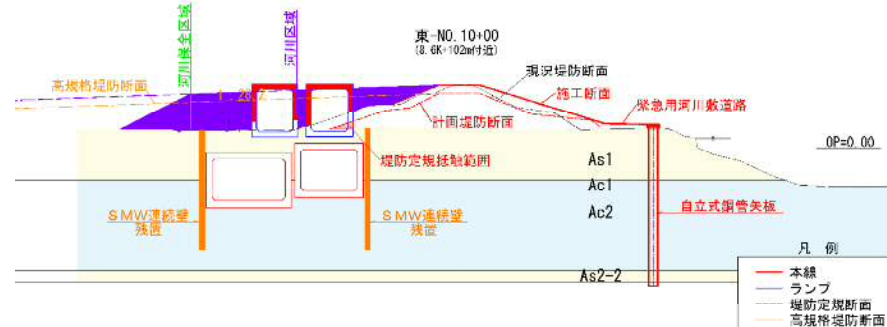 東-NO.10+00
(8.6K+102m付近)
河川保全区域
河川区域
高規格堤防断面
現況堤防断面
施工断面
緊急用河川敷道路
計画堤防断面
堤防定規抵触範囲
OP=0.00
As1
Ac1
Ac2
As2-2
SMW連続壁
残置
SMW連続壁
残置
自立式鋼管矢板
凡 例
本線
ランプ
堤防定規断面
高規格堤防断面